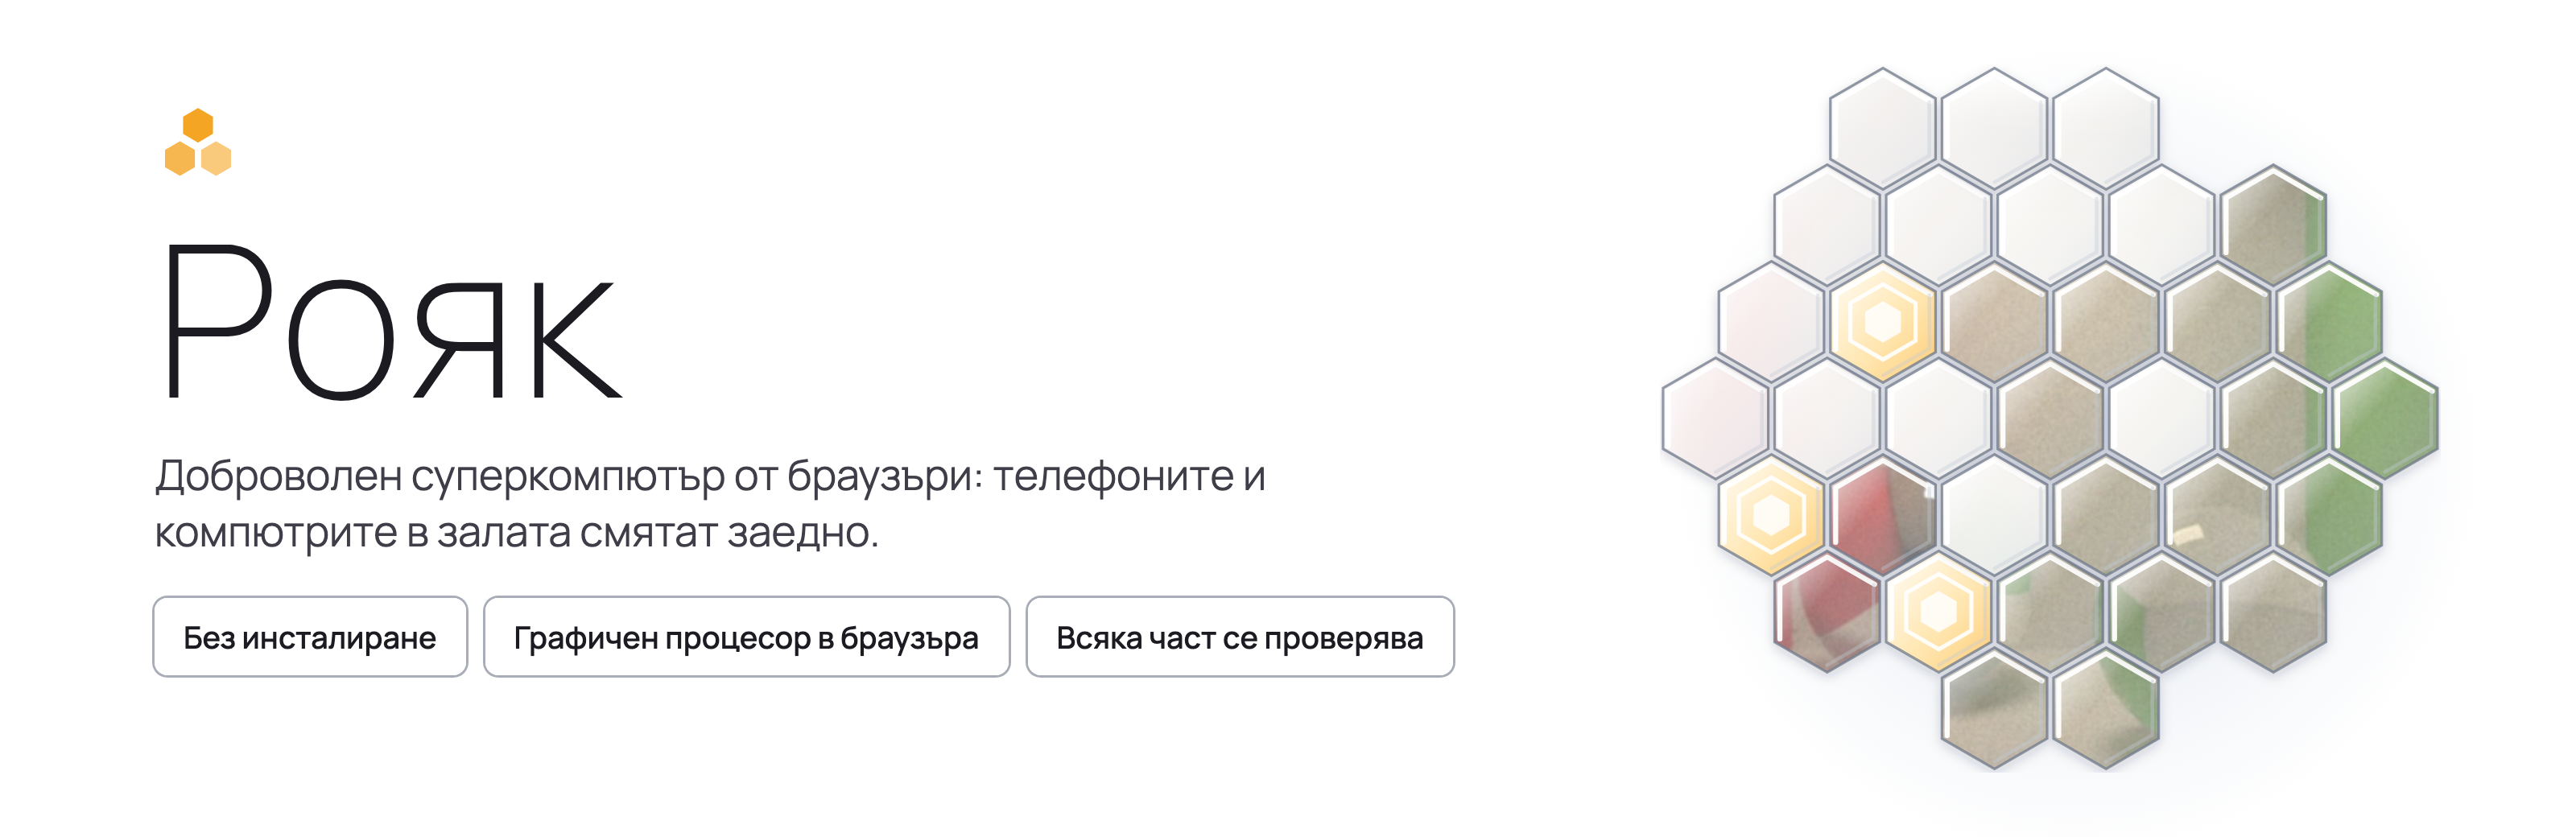 Рояк
Доброволен суперкомпютър от браузъри: телефоните и
компютрите в залата смятат заедно.
Без инсталиране
Графичен процесор в браузъра
Всяка част се проверява